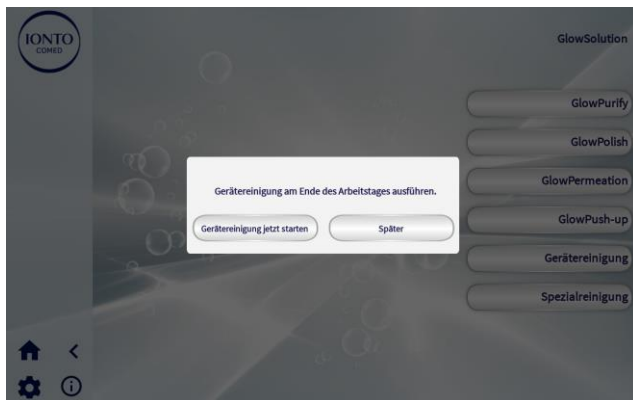 IONTO
COMED
GlowSolution
GlowPurify
GlowPolish
GlowPermeation
GlowPush-up
Gerätereinigung
Spezialreinigung
Gerätereinigung am Ende des Arbeitstages ausführen.
Gerätereinigung jetzt starten
Später